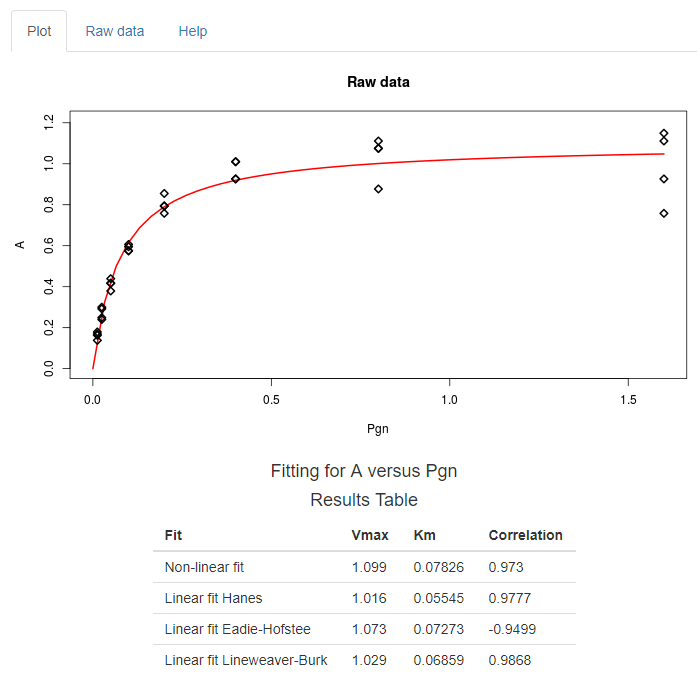 Plot Raw data Help
Raw data
1.2
1.0
0.8
0.6
0.4
0.2
0.0
A
0.0 0.5 1.0 1.5
Pgn
Fitting for A versus Pgn
Results Table
Fit Vmax Km Correlation
Non-linear fit 1.099 0.07826 0.973
Linear fit Hanes 1.016 0.05545 0.9777
Linear fit Eadie-Hofstee 1.073 0.07273 -0.9499
Linear fit Lineweaver-Burk 1.029 0.06859 0.9868